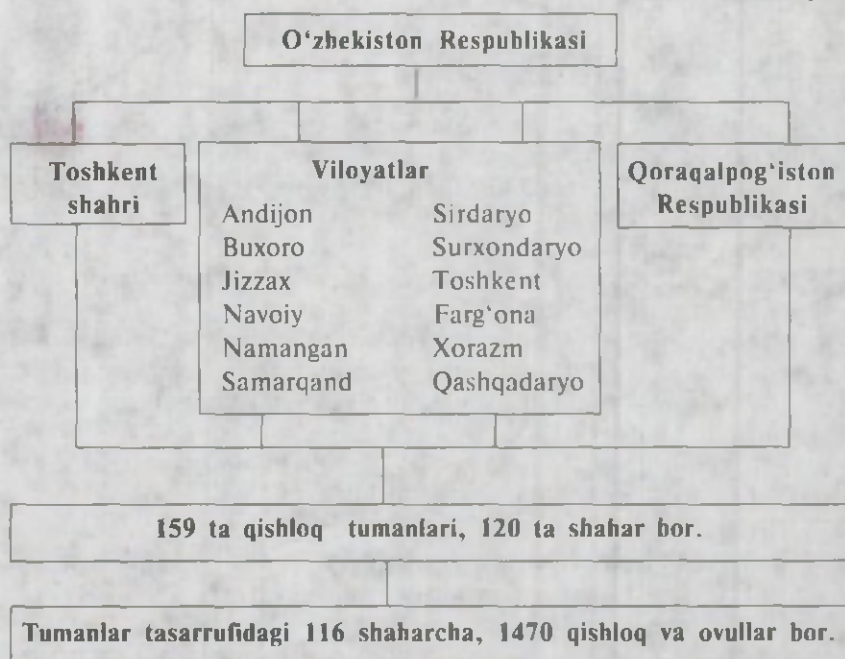 O‘zbekiston Respublikasi
Toshkent
shahri
Viloyatlar
Andijon
Buxoro
Jizzax
Navoiy
Namangan
Samarqand
Sirdaryo
Surxondaryo
Toshkent
Farg‘ona
Xorazm
Qashqadaryo
Qoraqalpog‘iston
Respublikasi
159 ta qishloq tumanlari, 120 ta shahar bor.
Tumanlar tasarrufidagi 116 shaharcha, 1470 qishloq va ovullar bor.